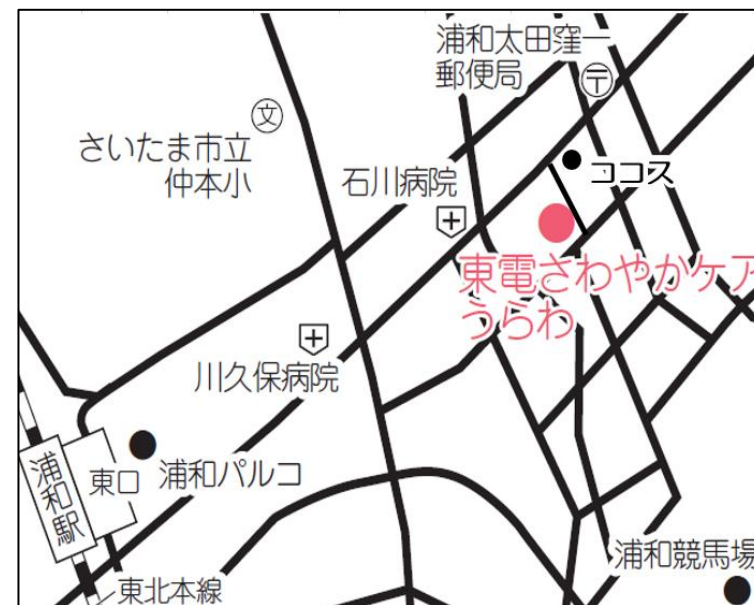 浦和太田窪一
郵便局
〒
文
さいたま市立
仲本小
石川病院
ココス
東電さわやかケア
うらわ
川久保病院
浦和駅
東口
浦和パルコ
浦和競馬場
東北本線